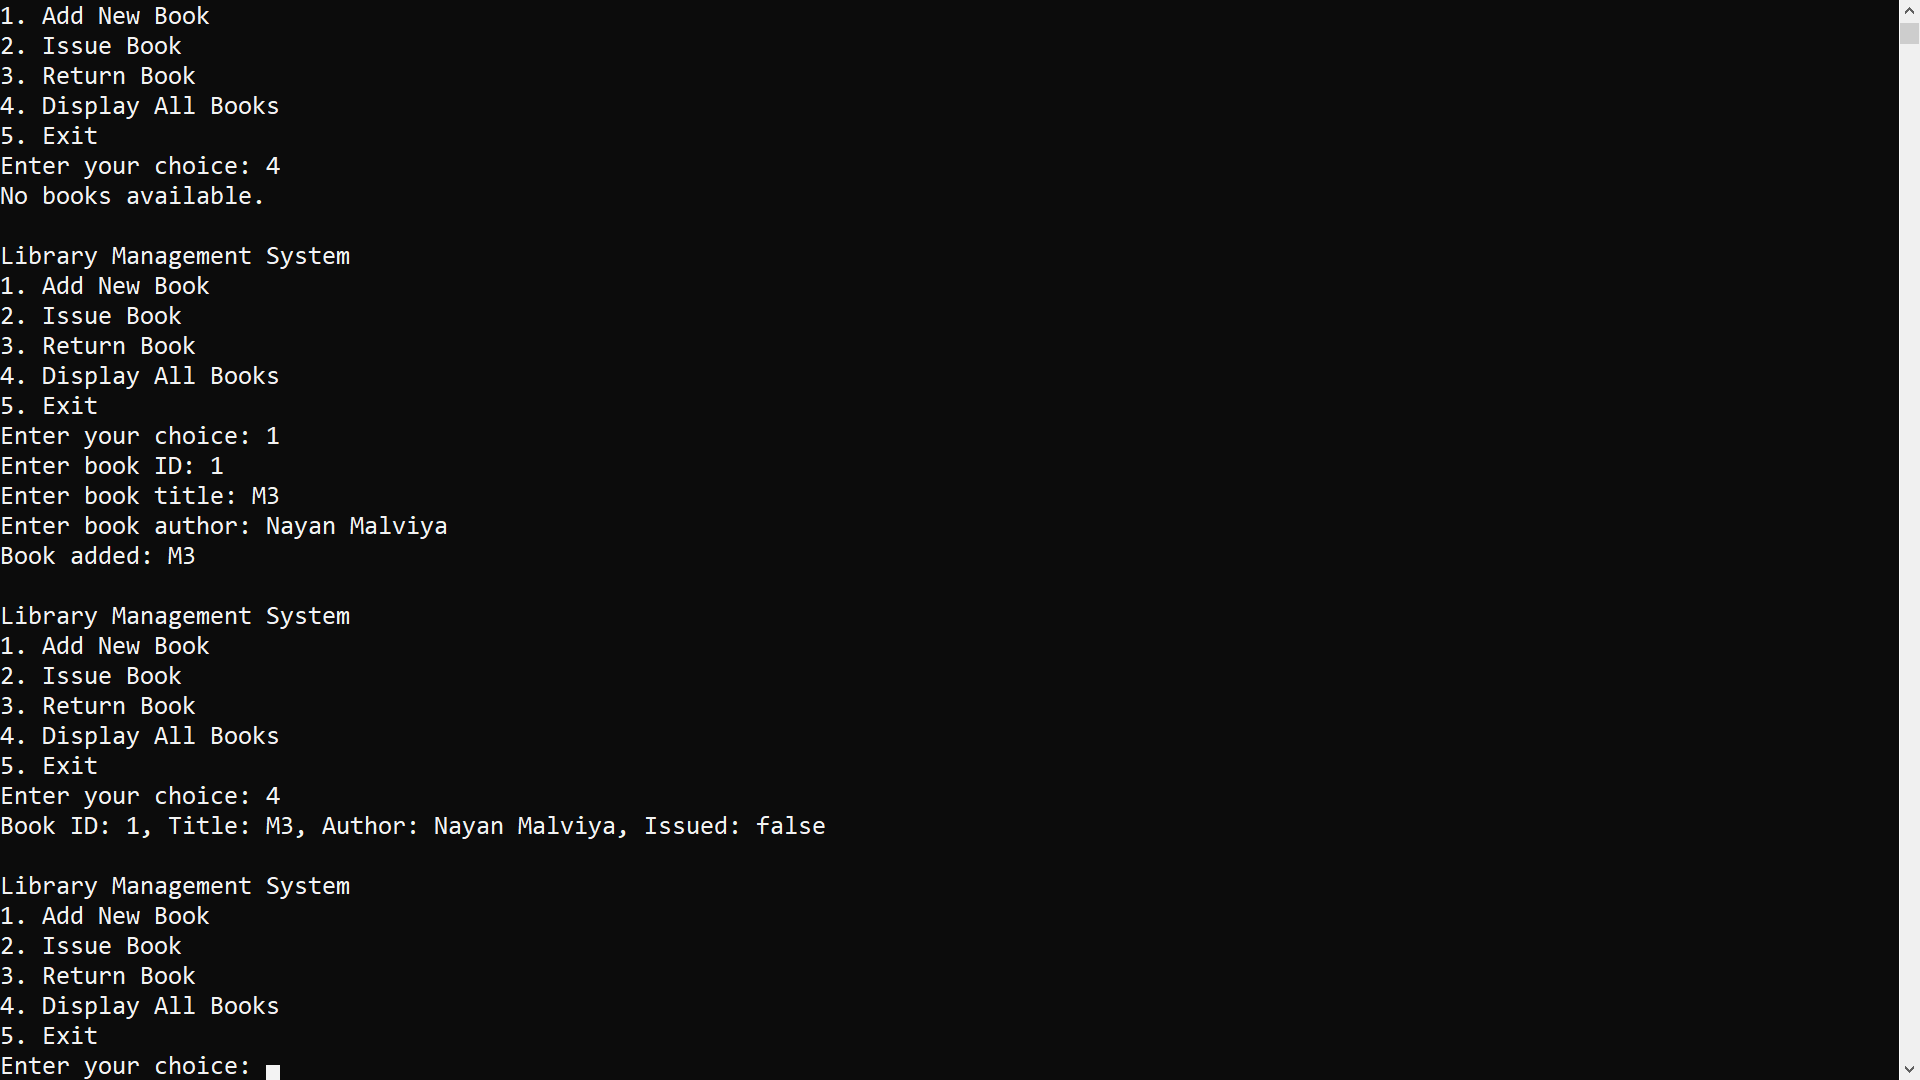 1. Add New Book
2. Issue Book
3. Return Book
4. Display All Books
5. Exit
Enter your choice: 4
No books available.
Library Management System
1. Add New Book
2. Issue Book
3. Return Book
4. Display All Books
5. Exit
Enter your choice: 1
Enter book ID: 1
Enter book title: M3
Enter book author: Nayan Malviya
Book added: M3
Library Management System
1. Add New Book
2. Issue Book
3. Return Book
4. Display All Books
5. Exit
Enter your choice: 4
Book ID: 1, Title: M3, Author: Nayan Malviya, Issued: false
Library Management System
1. Add New Book
2. Issue Book
3. Return Book
4. Display All Books
5. Exit
Enter your choice: